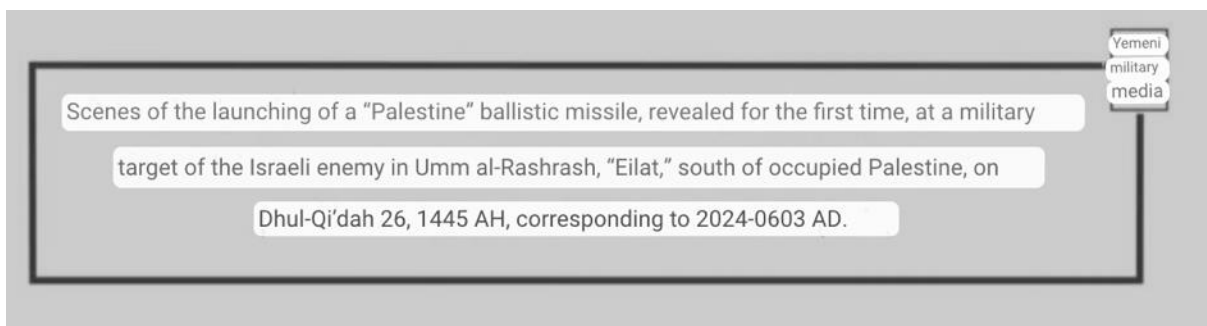 Yemeni
military
media
Scenes of the launching of a “Palestine” ballistic missile, revealed for the first time, at a military
target of the Israeli enemy in Umm al-Rashrash, “Eilat,” south of occupied Palestine, on
Dhul-Qi’dah 26, 1445 AH, corresponding to 2024-0603 AD.